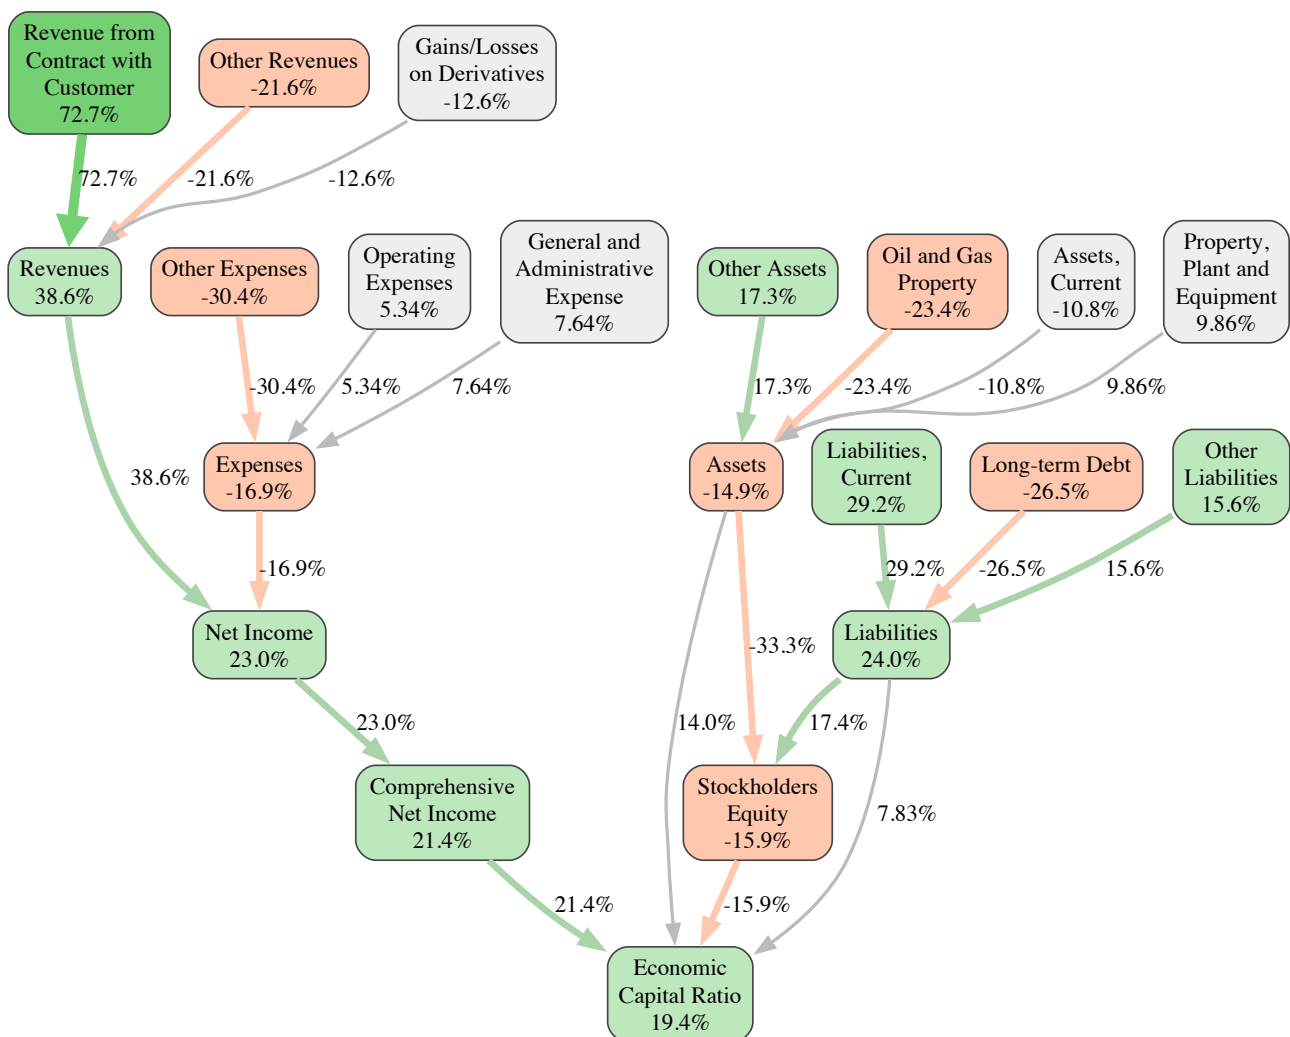 Revenue from
Contract with
Customer
72.7%
Other Revenues
-21.6%
Gains/Losses
on Derivatives
-12.6%
72.7%
-21.6%
-12.6%
Revenues
38.6%
Other Expenses
-30.4%
Operating
Expenses
5.34%
General and
Administrative
Expense
7.64%
Other Assets
17.3%
Oil and Gas
Property
-23.4%
Assets,
Current
-10.8%
Property,
Plant and
Equipment
9.86%
-30.4%
5.34%
7.64%
17.3%
-23.4%
-10.8%
9.86%
38.6%
Expenses
-16.9%
Assets
-14.9%
Liabilities,
Current
29.2%
Long-term Debt
-26.5%
Other
Liabilities
15.6%
-16.9%
29.2%
-26.5%
15.6%
Net Income
23.0%
-33.3%
Liabilities
24.0%
23.0%
14.0%
17.4%
Comprehensive
Net Income
21.4%
Stockholders
Equity
-15.9%
7.83%
21.4%
-15.9%
Economic
Capital Ratio
19.4%